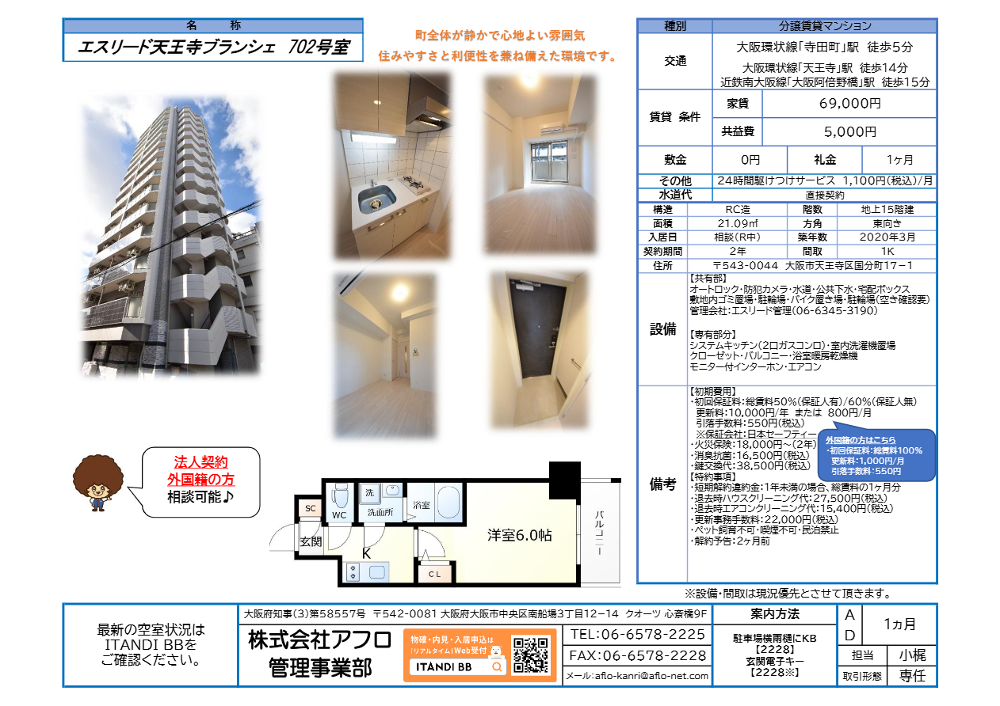 名　称
エスリード天王寺ブランシェ 702号室
町全体が静かで心地よい雰囲気
住みやすさと利便性を兼ね備えた環境です。
種別 分譲賃貸マンション
交通 大阪環状線「寺田町」駅 徒歩5分
大阪環状線「天王寺」駅 徒歩14分
近鉄南大阪線「大阪阿倍野橋」駅 徒歩15分
賃貸 条件 家賃 69,000円
共益費 5,000円
敷金 0円 礼金 1ヶ月
その他 24時間駆けつけサービス 1,100円(税込)/月
水道代 直接契約
構造 RC造 階数 地上15階建
面積 21.09㎡ 方角 東向き
入居日 相談(R中) 築年数 2020年3月
契約期間 2年 間取 1K
住所 〒543-0044 大阪市天王寺区国分町17－1
設備
【共有部】
オートロック・防犯カメラ・水道・公共下水・宅配ボックス
敷地内ゴミ置場・駐輪場・バイク置き場・駐輪場(空き確認要)
管理会社：エスリード管理(06-6345-3190)
【専有部分】
システムキッチン(2口ガスコンロ)・室内洗濯機置場
クローゼット・バルコニー・浴室暖房乾燥機
モニター付インターホン・エアコン
備考
【初期費用】
・初回保証料：総賃料50%(保証人有)/60%(保証人無)
更新料：10,000円/年 または 800円/月
引落手数料：550円(税込)
※保証会社：日本セーフティー
・火災保険：18,000円～(2年)
・消臭抗菌：16,500円(税込)
・鍵交換代：38,500円(税込)
【特約事項】
・短期解約違約金：1年未満の場合、総賃料の1ヶ月分
・退去時ハウスクリーニング代：27,500円(税込)
・退去時エアコンクリーニング代：15,400円(税込)
・更新事務手数料：22,000円(税込)
・ペット飼育不可・喫煙不可・民泊禁止
・解約予告：2ヶ月前
外国籍の方はこちら
・初回保証料：総賃料100%
更新料：1,000円/月
引落手数料：550円
※設備・間取は現況優先とさせて頂きます。
法人契約
外国籍の方
相談可能♪
SC
WC
洗
洗面所
浴室
玄関
K
CL
洋室6.0帖
バルコニー
最新の空室状況は
ITANDI BBを
ご確認ください。
大阪府知事(3)第58557号 〒542-0081 大阪府大阪市中央区南船場3丁目12－14 クオーツ 心斎橋9F
株式会社アフロ
管理事業部
物確・内見・入居申込は
「リアルタイム」Web受付
ITANDI BB
TEL：06-6578-2225
FAX：06-6578-2228
メール：aflo-kanri@aflo-net.com
案内方法
駐車場横雨樋にKB
【2228】
玄関電子キー
【2228※】
AD 1ヵ月
担当 小梶
取引形態 専任